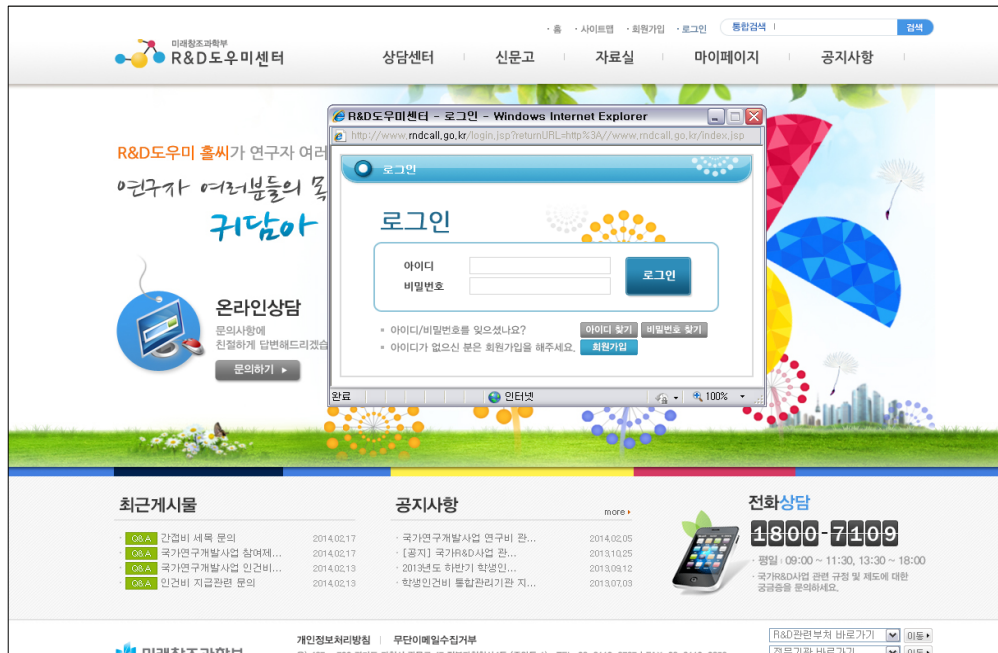 · 홈 · 사이트맵 · 회원가입 · 로그인 통합검색 검색
미래창조과학부
R&D도우미센터
상담센터 신문고 자료실 마이페이지 공지사항
R&D도우미센터 - 로그인 - Windows Internet Explorer
http://www.rndcall.go.kr/login.jsp?returnURL=http%3A//www.rndcall.go.kr/index.jsp
R&D도우미 홀씨가 연구자 여러
연구자 여러분들의 목
귀담아
로그인
로그인
아이디
비밀번호
로그인
아이디/비밀번호를 잊으셨나요? 아이디 찾기 비밀번호 찾기
아이디가 없으신 분은 회원가입을 해주세요. 회원가입
완료 인터넷 100%
온라인상담
문의사항에
친절하게 답변해드리겠습
문의하기
최근게시물
· Q&A 간접비 세목 문의 2014.02.17
· Q&A 국가연구개발사업 참여제... 2014.02.17
· Q&A 국가연구개발사업 인건비... 2014.02.13
· Q&A 인건비 지급관련 문의 2014.02.13
공지사항 more
· 국가연구개발사업 연구비 관... 2014.02.05
· [공지] 국가R&D사업 관... 2013.10.25
· 2013년도 하반기 학생인... 2013.09.12
· 학생인건비 통합관리기관 지... 2013.07.03
전화상담
1800-7109
· 평일 : 09:00 ~ 11:30, 13:30 ~ 18:00
· 국가R&D사업 관련 규정 및 제도에 대한
궁금증을 문의하세요.
개인정보처리방침 무단이메일수집거부
미래창조과학부
R&D관련부처 바로가기 이동
전문기관 바로가기 이동